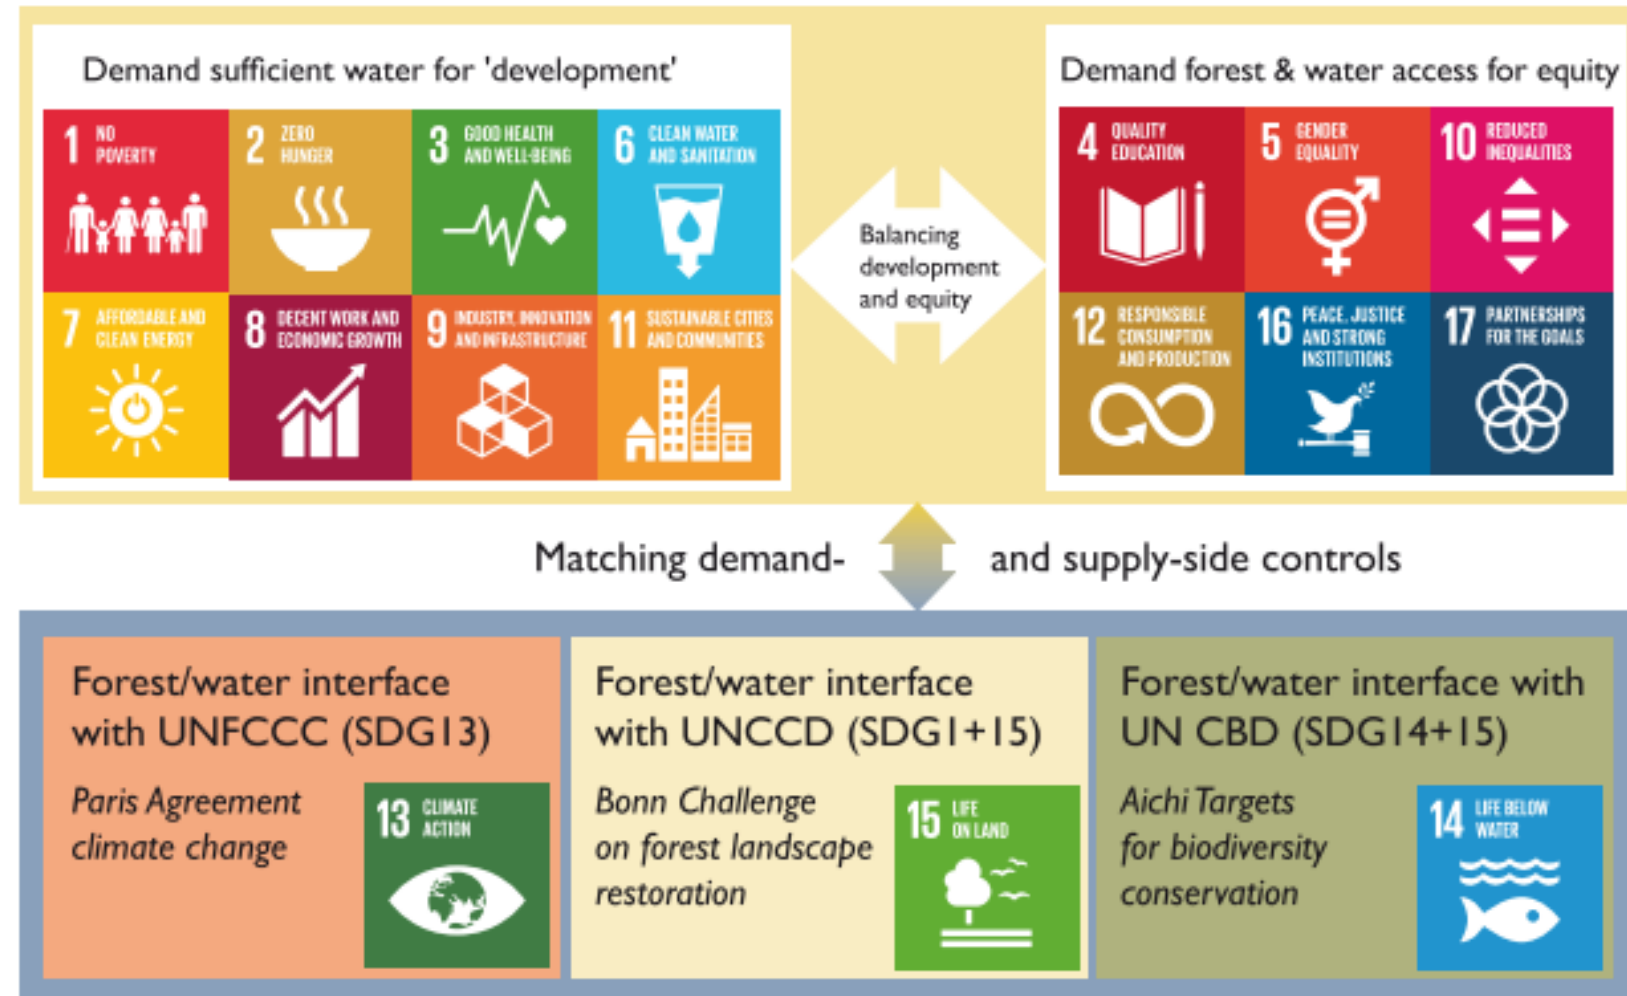 Demand sufficient water for 'development'
1 NO
POVERTY
2 ZERO
HUNGER
3 GOOD HEALTH
AND WELL-BEING
6 CLEAN WATER
AND SANITATION
7 AFFORDABLE AND
CLEAN ENERGY
8 DECENT WORK AND
ECONOMIC GROWTH
9 INDUSTRY, INNOVATION
AND INFRASTRUCTURE
11 SUSTAINABLE CITIES
AND COMMUNITIES
Balancing
development
and equity
Demand forest & water access for equity
4 QUALITY
EDUCATION
5 GENDER
EQUALITY
10 REDUCED
INEQUALITIES
12 RESPONSIBLE
CONSUMPTION
AND PRODUCTION
16 PEACE, JUSTICE
AND STRONG
INSTITUTIONS
17 PARTNERSHIPS
FOR THE GOALS
Matching demand- and supply-side controls
Forest/water interface
with UNFCCC (SDG13)
Paris Agreement
climate change
13 CLIMATE
ACTION
Forest/water interface
with UNCCD (SDG1+15)
Bonn Challenge
on forest landscape
restoration
15 LIFE
ON LAND
Forest/water interface with
UN CBD (SDG14+15)
Aichi Targets
for biodiversity
conservation
14 LIFE BELOW
WATER